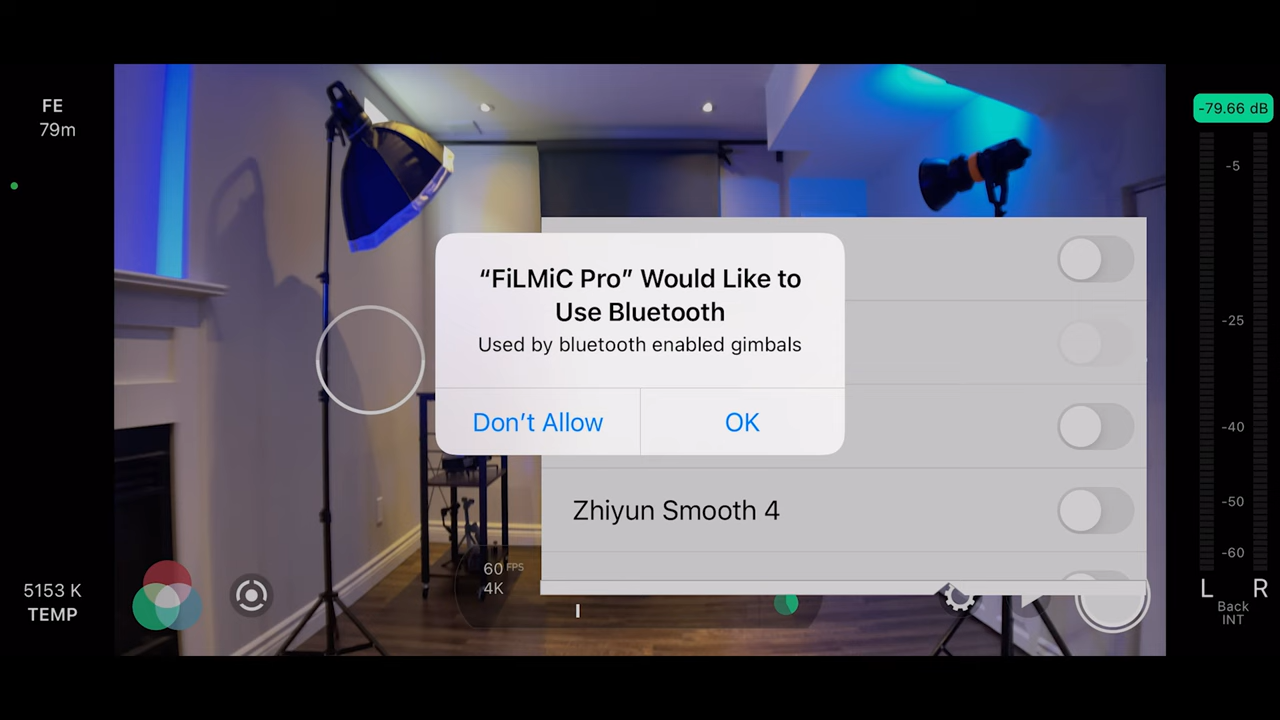 FE
79m
-79.66 dB
-5
“FiLMiC Pro” Would Like to
Use Bluetooth
Used by bluetooth enabled gimbals
Don’t Allow
OK
-25
-40
-50
-60
Zhiyun Smooth 4
60 FPS
4K
5153 K
TEMP
L R
Back
INT